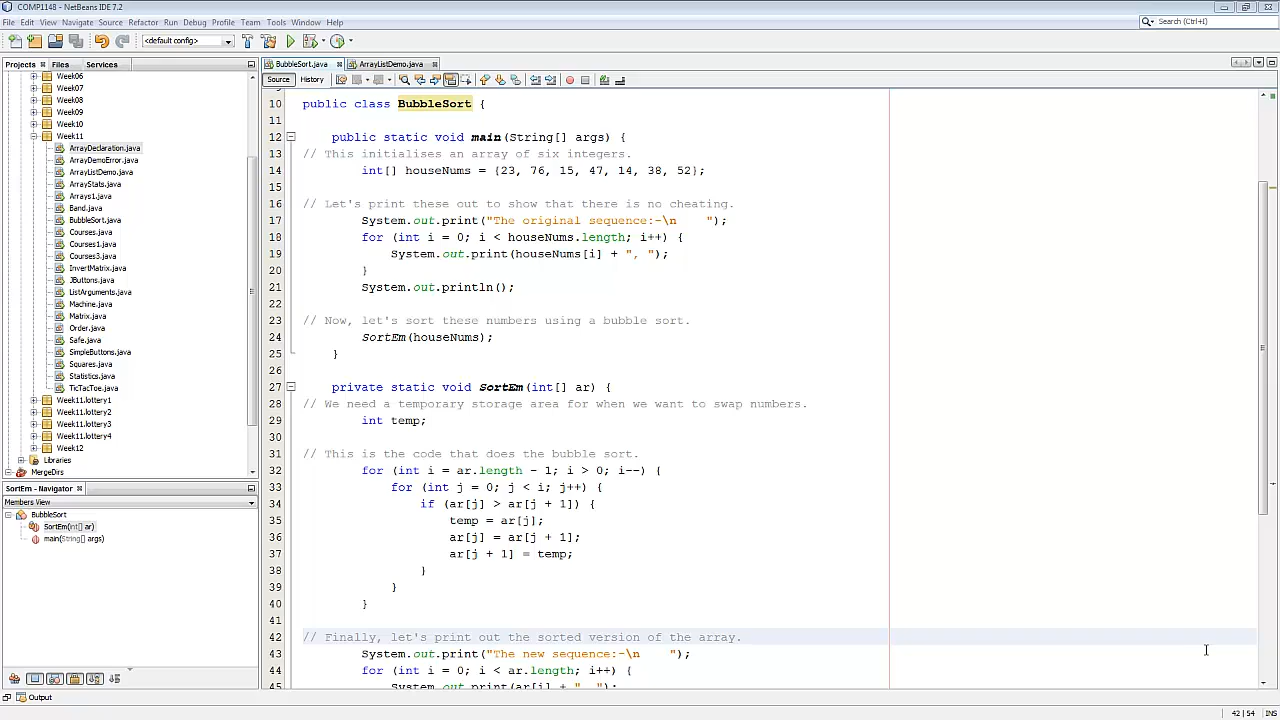 COMP1148 - NetBeans IDE 7.2
File Edit View Navigate Source Refactor Run Debug Profile Team Tools Window Help
Search (Ctrl+I)
<default config>
Projects Files Services
BubbleSort.java ArrayListDemo.java
Source History
Week06
Week07
Week08
Week09
Week10
Week11
ArrayDeclaration.java
ArrayDemoError.java
ArrayListDemo.java
ArrayStats.java
Arrays1.java
Band.java
BubbleSort.java
Courses.java
Courses1.java
Courses3.java
InvertMatrix.java
JButtons.java
ListArguments.java
Machine.java
Matrix.java
Order.java
Safe.java
SimpleButtons.java
Squares.java
Statistics.java
TicTacToe.java
Week11.lottery1
Week11.lottery2
Week11.lottery3
Week11.lottery4
Week12
Libraries
MergeDirs
SortEm - Navigator
Members View
BubbleSort
SortEm(int[] ar)
main(String[] args)
Output
10 public class BubbleSort {
11
12 public static void main(String[] args) {
13 // This initialises an array of six integers.
14 int[] houseNums = {23, 76, 15, 47, 14, 38, 52};
15
16 // Let's print these out to show that there is no cheating.
17 System.out.print("The original sequence:-\n    ");
18 for (int i = 0; i < houseNums.length; i++) {
19 System.out.print(houseNums[i] + ", ");
20 }
21 System.out.println();
22
23 // Now, let's sort these numbers using a bubble sort.
24 SortEm(houseNums);
25 }
26
27 private static void SortEm(int[] ar) {
28 // We need a temporary storage area for when we want to swap numbers.
29 int temp;
30
31 // This is the code that does the bubble sort.
32 for (int i = ar.length - 1; i > 0; i--) {
33 for (int j = 0; j < i; j++) {
34 if (ar[j] > ar[j + 1]) {
35 temp = ar[j];
36 ar[j] = ar[j + 1];
37 ar[j + 1] = temp;
38 }
39 }
40 }
41
42 // Finally, let's print out the sorted version of the array.
43 System.out.print("The new sequence:-\n    ");
44 for (int i = 0; i < ar.length; i++) {
45 System.out.print(ar[i] + ", ");
42 | 54 INS